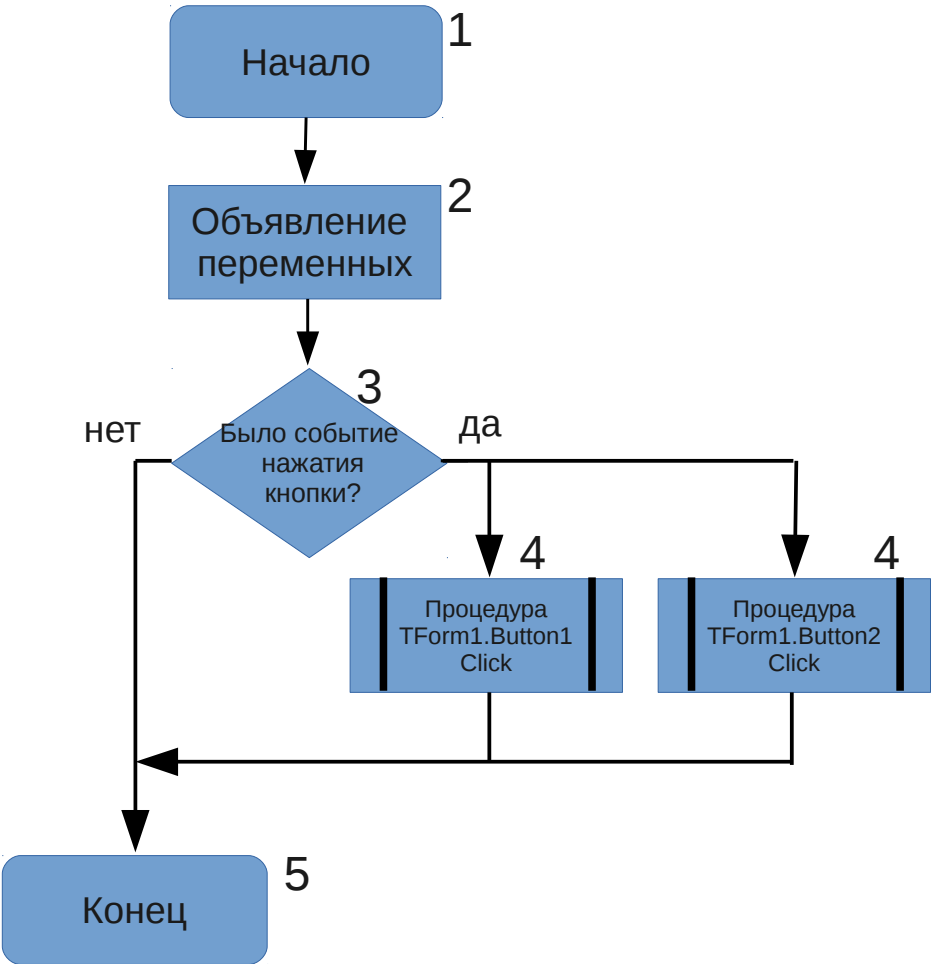 1
Начало
2
Объявление
переменных
3
нет
да
Было событие
нажатия
кнопки?
4
4
Процедура
TForm1.Button1
Click
Процедура
TForm1.Button2
Click
5
Конец